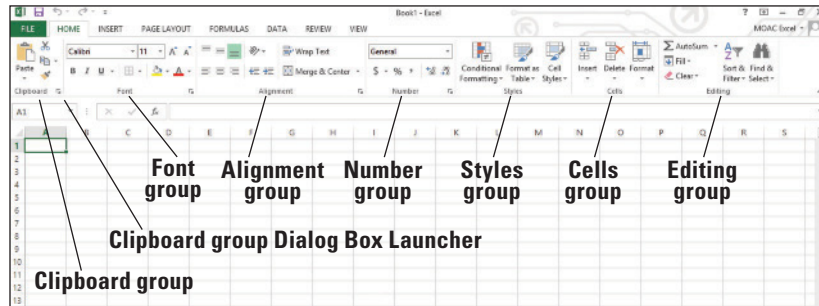 Book1 - Excel
FILE HOME INSERT PAGE LAYOUT FORMULAS DATA REVIEW VIEW MOAC Excel
Calibri 11 A A Wrap Text General AutoSum
Fill
Paste B I U A Merge & Center $ % Conditional Format as Cell Insert Delete Format Clear Sort & Find &
Formatting Table Styles Filter Select
Clipboard Font Alignment Number Styles Cells Editing
A1 fx
A B C D E F G H I J K L M N O P Q R S
1
2
3
4
5
6
7
8
9
10
11
12
13
Font group
Alignment group
Number group
Styles group
Cells group
Editing group
Clipboard group Dialog Box Launcher
Clipboard group